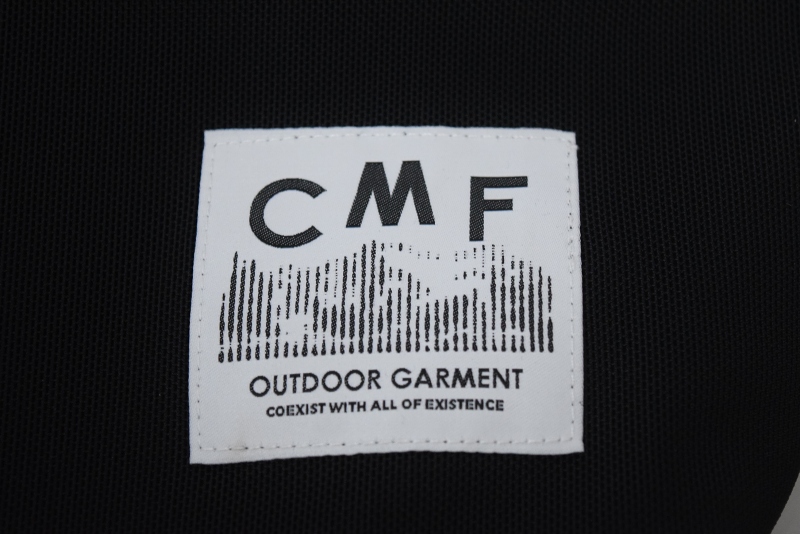 CMF
OUTDOOR GARMENT
COEXIST WITH ALL OF EXISTENCE